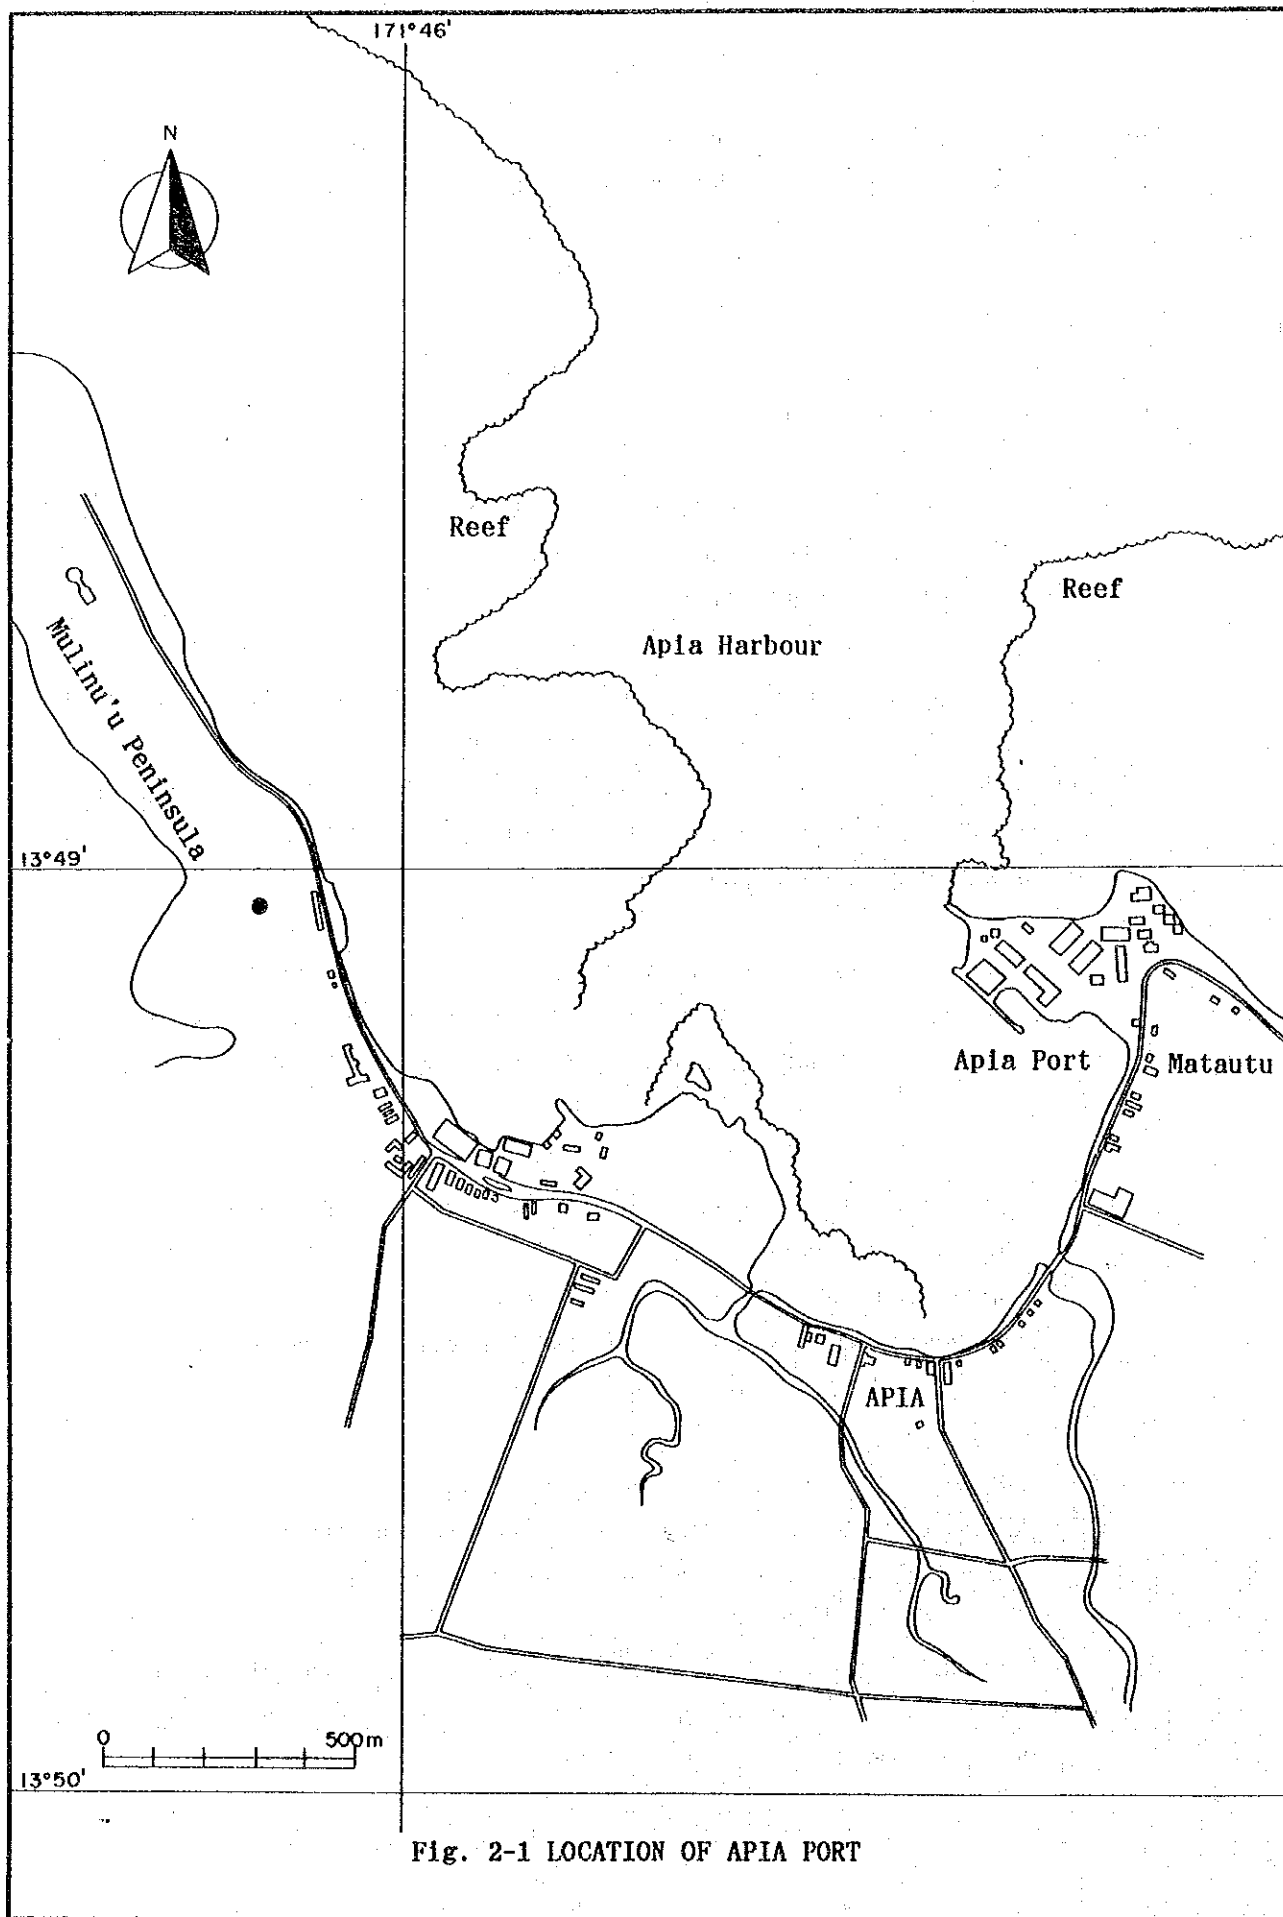 171°46'
N
Reef
Reef
Apia Harbour
Mulinu'u Peninsula
13°49'
Apia Port
Matautu
APIA
0
500m
13°50'
Fig. 2-1 LOCATION OF APIA PORT